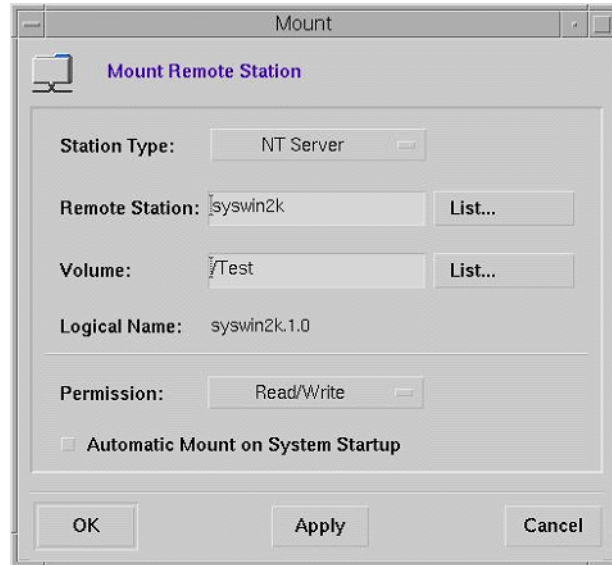 Mount
Mount Remote Station
Station Type: NT Server
Remote Station: syswin2k List...
Volume: /Test List...
Logical Name: syswin2k.1.0
Permission: Read/Write
Automatic Mount on System Startup
OK Apply Cancel